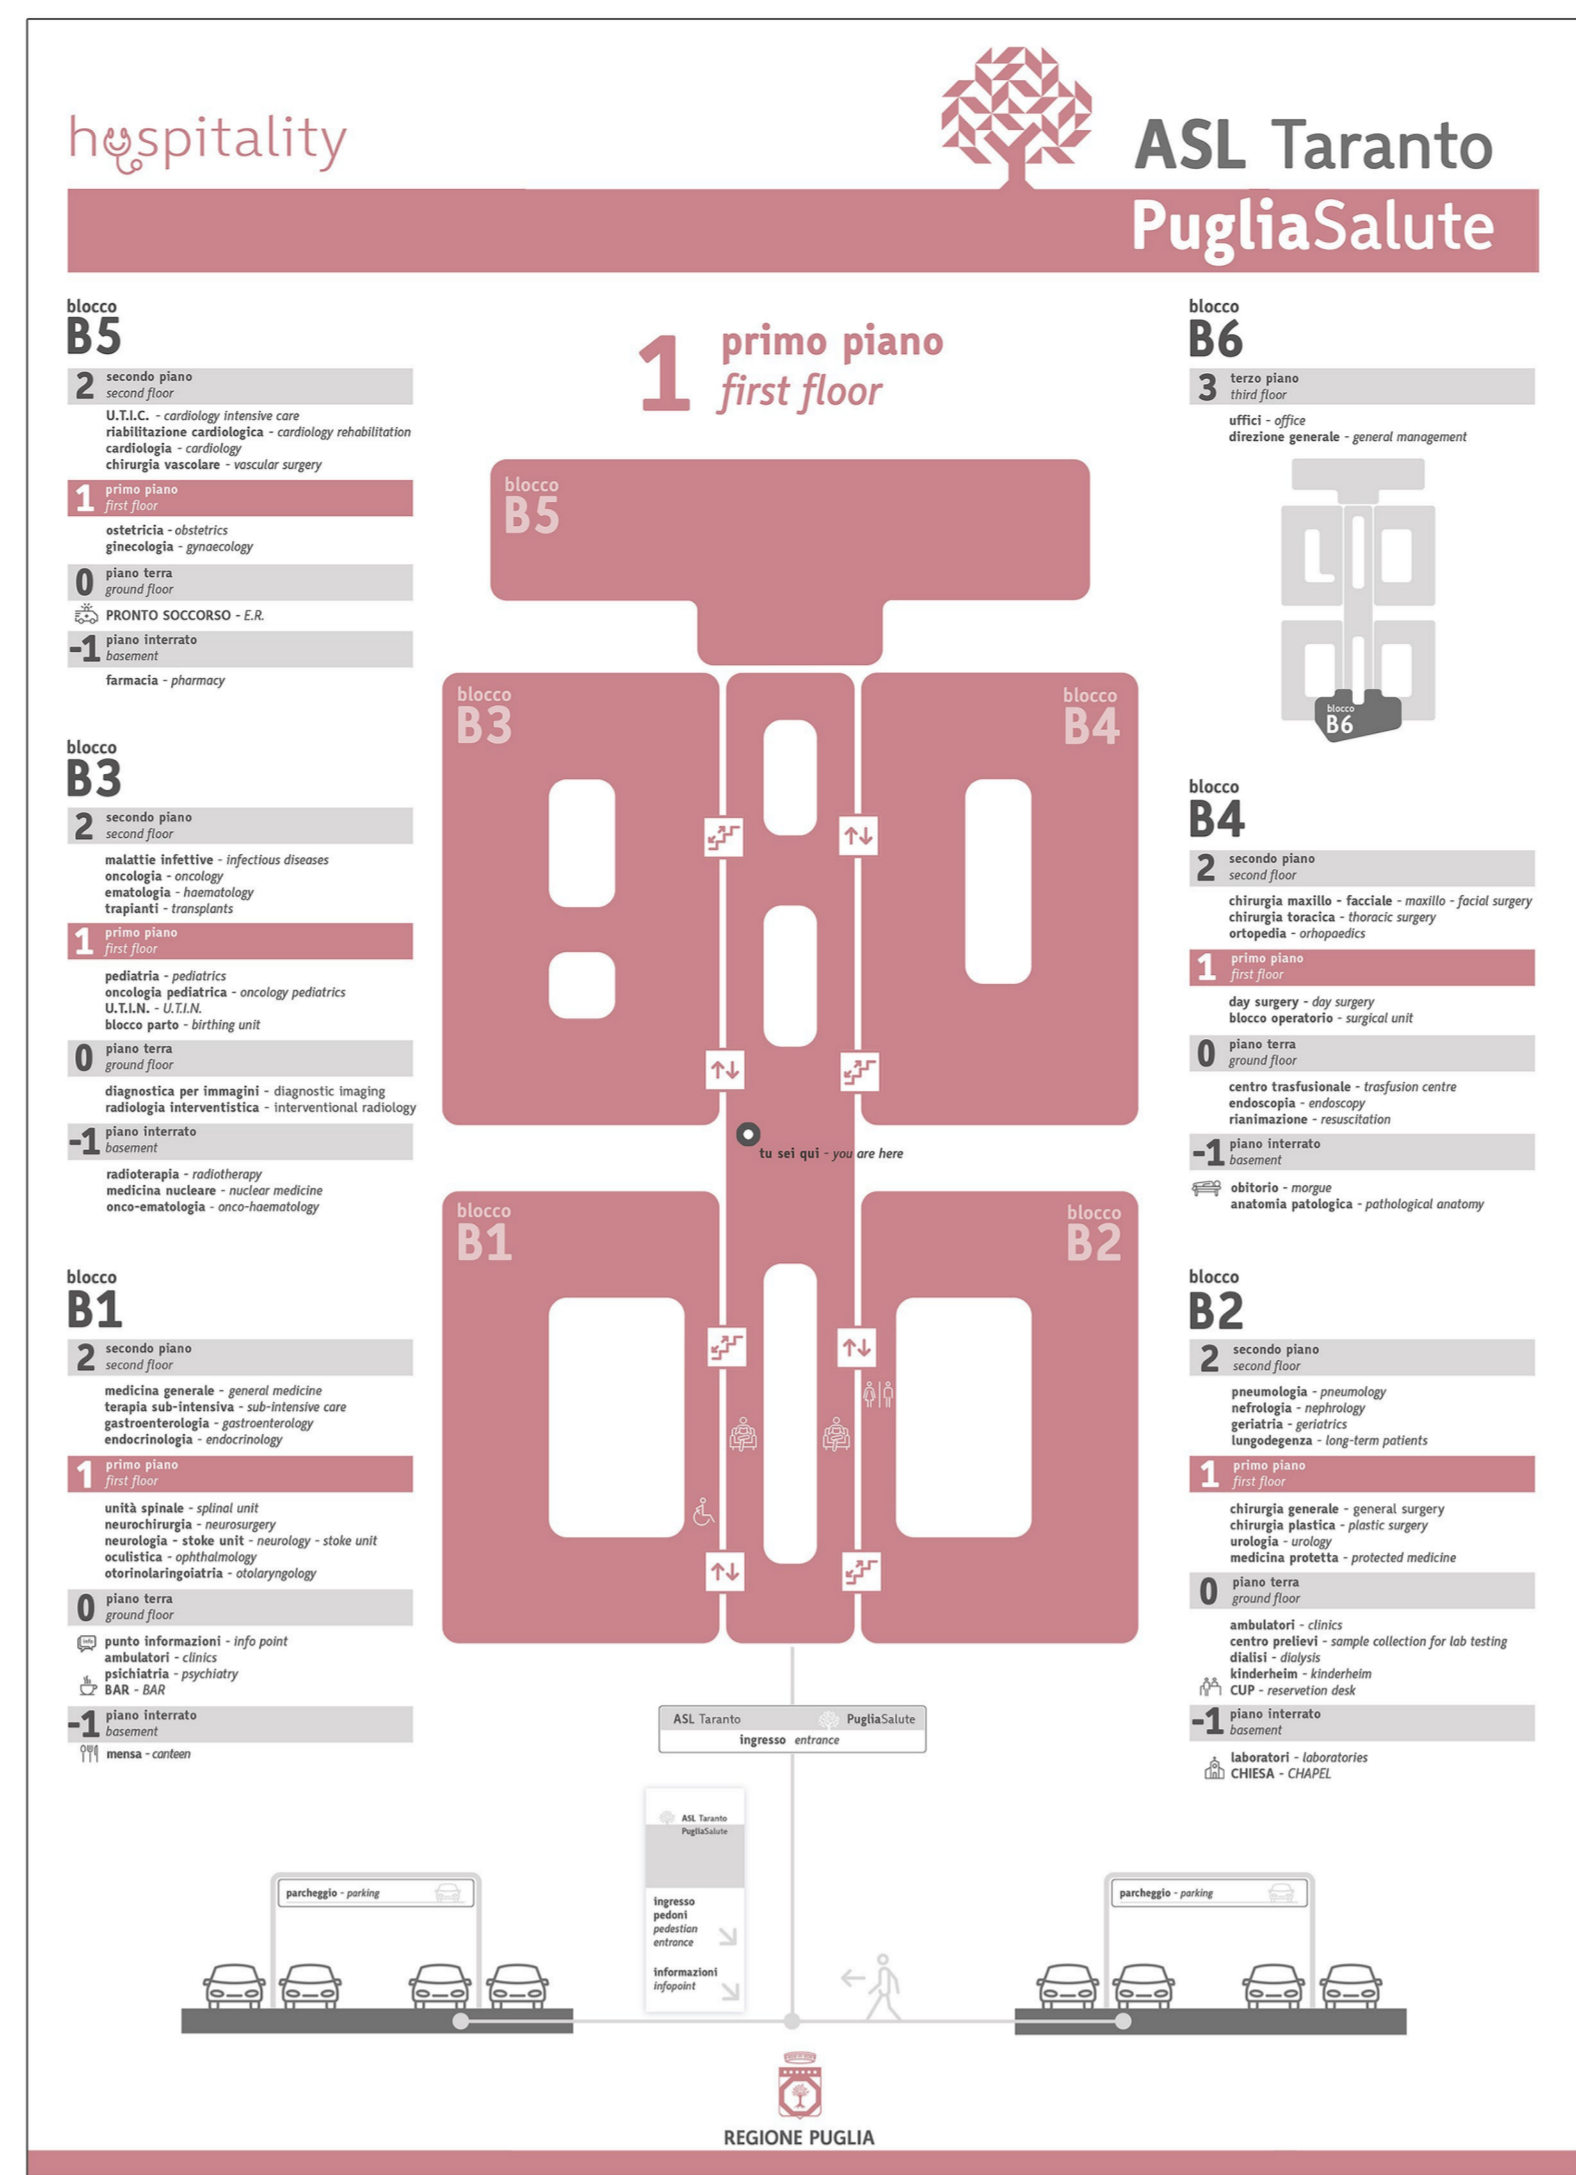 hospitality
ASL Taranto
PugliaSalute
1 primo piano
first floor
blocco
B5
2 secondo piano
second floor
U.T.I.C. - cardiology intensive care
riabilitazione cardiologica - cardiology rehabilitation
cardiologia - cardiology
chirurgia vascolare - vascular surgery
1 primo piano
first floor
ostetricia - obstetrics
ginecologia - gynaecology
0 piano terra
ground floor
PRONTO SOCCORSO - E.R.
-1 piano interrato
basement
farmacia - pharmacy
blocco
B3
2 secondo piano
second floor
malattie infettive - infectious diseases
oncologia - oncology
ematologia - haematology
trapianti - transplants
1 primo piano
first floor
pediatria - pediatrics
oncologia pediatrica - oncology pediatrics
U.T.I.N. - U.T.I.N.
blocco parto - birthing unit
0 piano terra
ground floor
diagnostica per immagini - diagnostic imaging
radiologia interventistica - interventional radiology
-1 piano interrato
basement
radioterapia - radiotherapy
medicina nucleare - nuclear medicine
onco-ematologia - onco-haematology
blocco
B1
2 secondo piano
second floor
medicina generale - general medicine
terapia sub-intensiva - sub-intensive care
gastroenterologia - gastroenterology
endocrinologia - endocrinology
1 primo piano
first floor
unità spinale - splinal unit
neurochirurgia - neurosurgery
neurologia - stoke unit - neurology - stoke unit
oculistica - ophthalmology
otorinolaringoiatria - otolaryngology
0 piano terra
ground floor
info
punto informazioni - info point
ambulatori - clinics
psichiatria - psychiatry
BAR - BAR
-1 piano interrato
basement
mensa - canteen
blocco
B5
blocco
B3
blocco
B4
tu sei qui - you are here
blocco
B1
blocco
B2
blocco
B6
3 terzo piano
third floor
uffici - office
direzione generale - general management
blocco
B6
blocco
B4
2 secondo piano
second floor
chirurgia maxillo - facciale - maxillo - facial surgery
chirurgia toracica - thoracic surgery
ortopedia - orhopaedics
1 primo piano
first floor
day surgery - day surgery
blocco operatorio - surgical unit
0 piano terra
ground floor
centro trasfusionale - trasfusion centre
endoscopia - endoscopy
rianimazione - resuscitation
-1 piano interrato
basement
obitorio - morgue
anatomia patologica - pathological anatomy
blocco
B2
2 secondo piano
second floor
pneumologia - pneumology
nefrologia - nephrology
geriatria - geriatrics
lungodegenza - long-term patients
1 primo piano
first floor
chirurgia generale - general surgery
chirurgia plastica - plastic surgery
urologia - urology
medicina protetta - protected medicine
0 piano terra
ground floor
ambulatori - clinics
centro prelievi - sample collection for lab testing
dialisi - dialysis
kinderheim - kinderheim
CUP - reservetion desk
-1 piano interrato
basement
laboratori - laboratories
CHIESA - CHAPEL
ASL Taranto PugliaSalute
ingresso entrance
ASL Taranto
PugliaSalute
ingresso
pedoni
pedestian
entrance
informazioni
infopoint
parcheggio - parking
parcheggio - parking
REGIONE PUGLIA